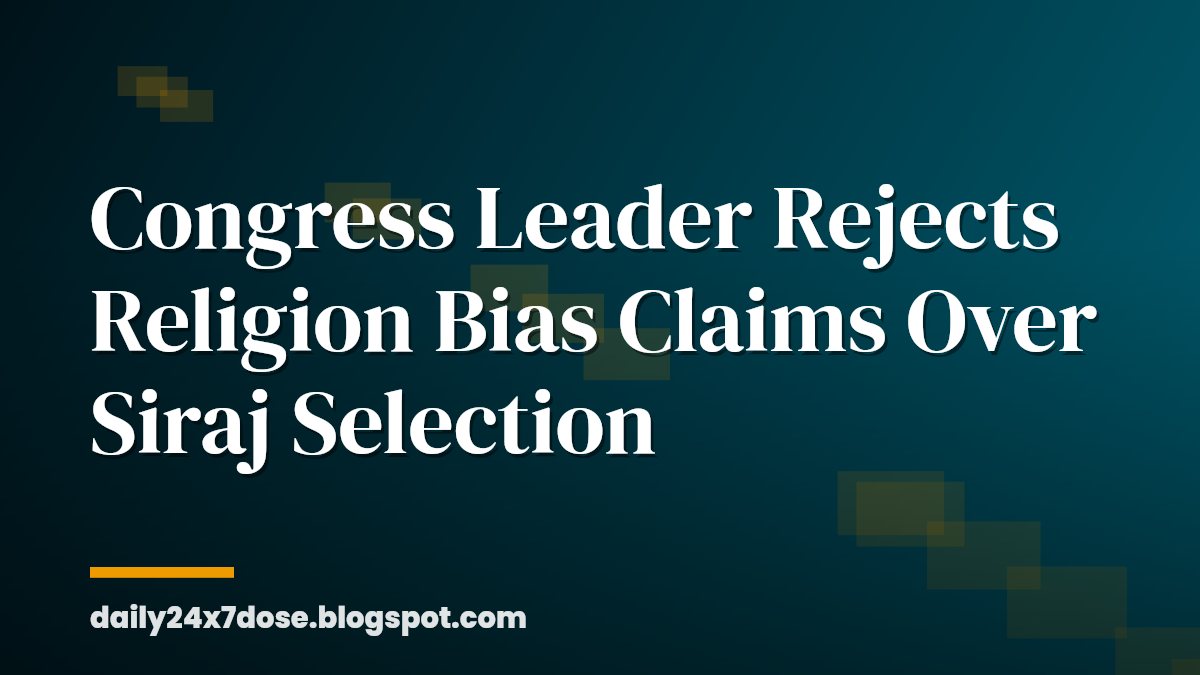 Congress Leader Rejects
Religion Bias Claims Over
Siraj Selection
daily24x7dose.blogspot.com